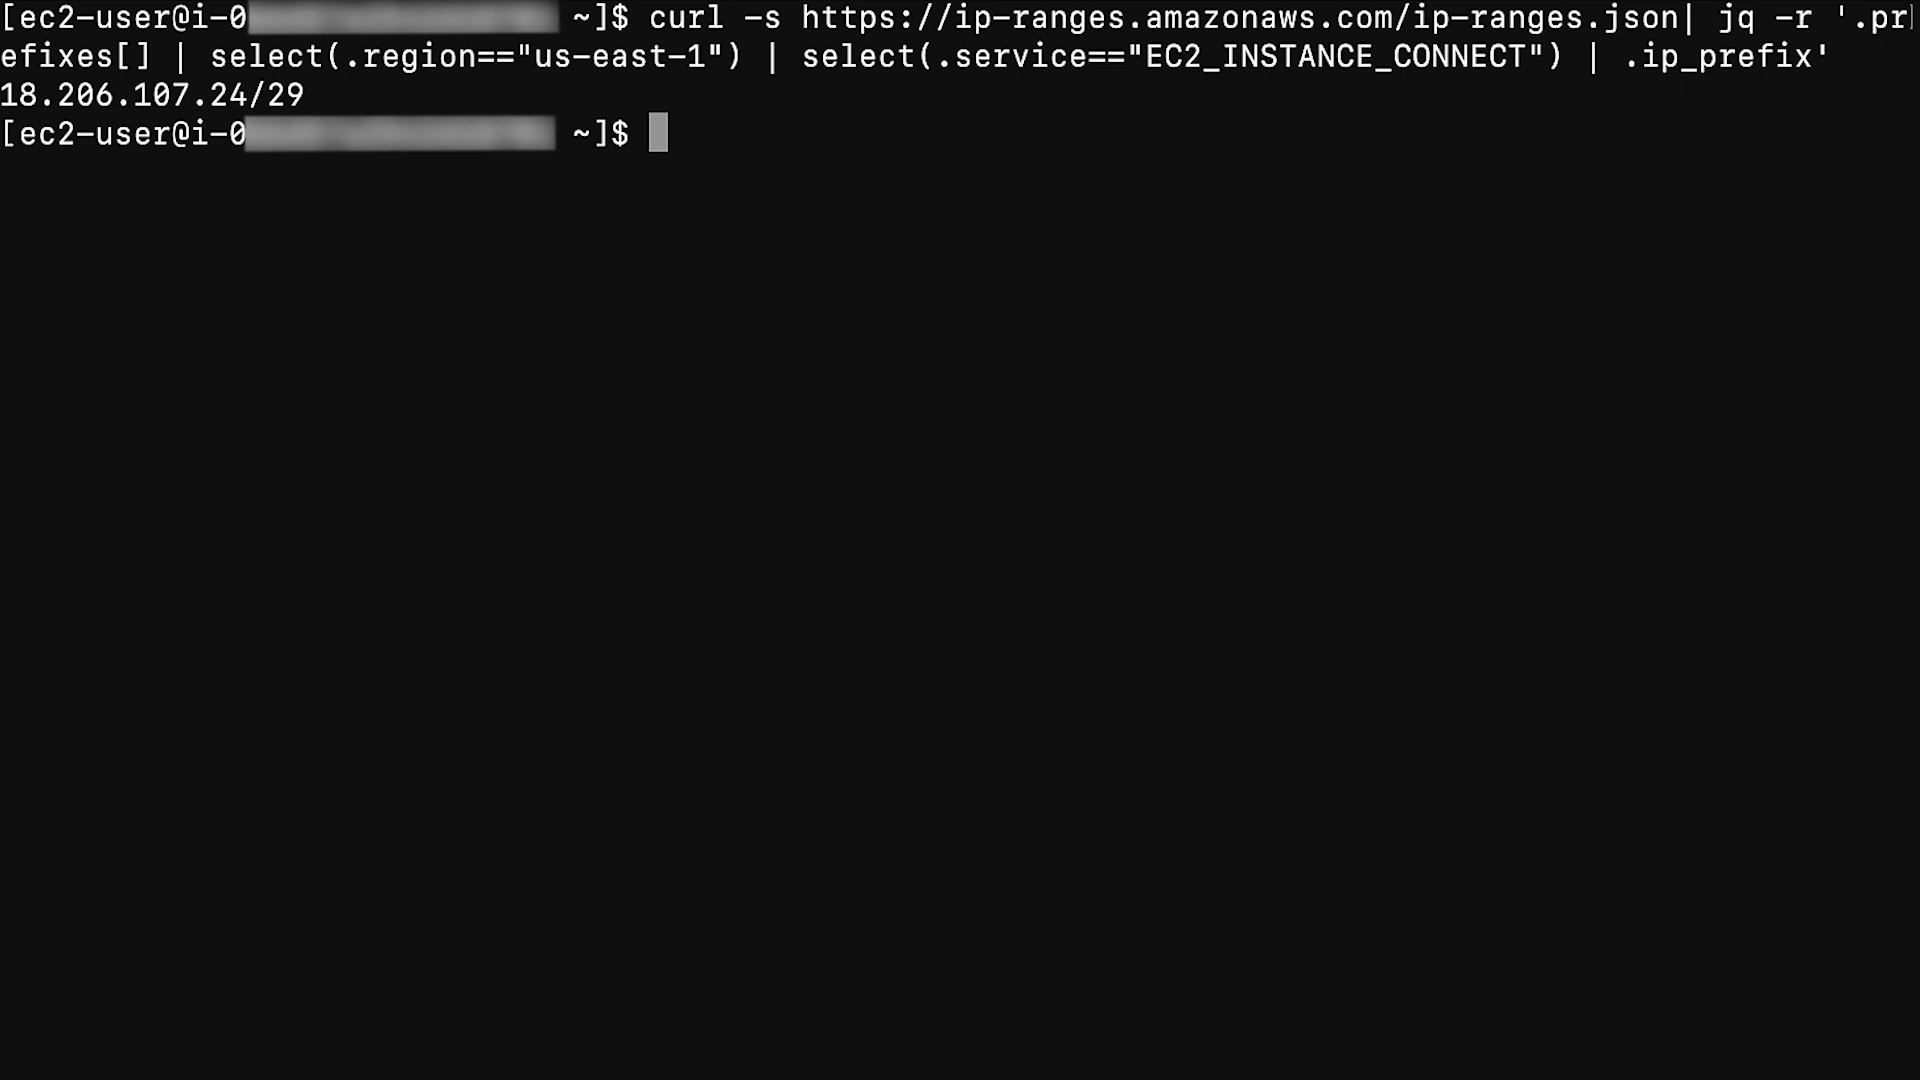 [ec2-user@i-0 ~]$ curl -s https://ip-ranges.amazonaws.com/ip-ranges.json| jq -r '.pr
efixes[] | select(.region=="us-east-1") | select(.service=="EC2_INSTANCE_CONNECT") | .ip_prefix'
18.206.107.24/29
[ec2-user@i-0 ~]$